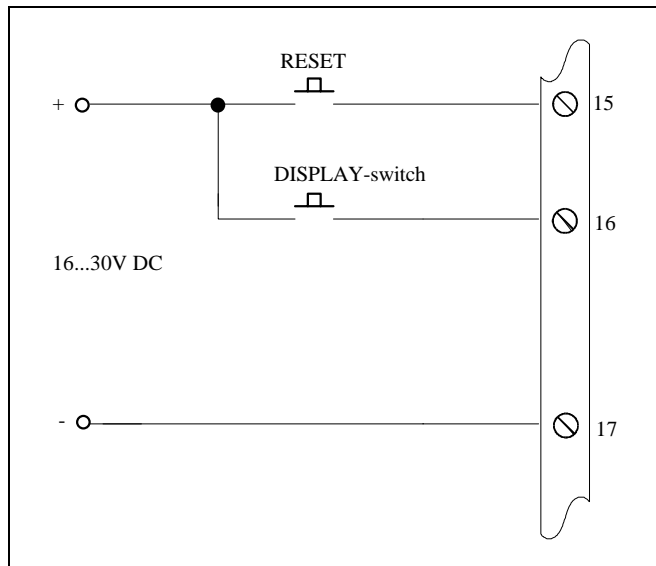 RESET
+
15
DISPLAY-switch
16
16...30V DC
-
17